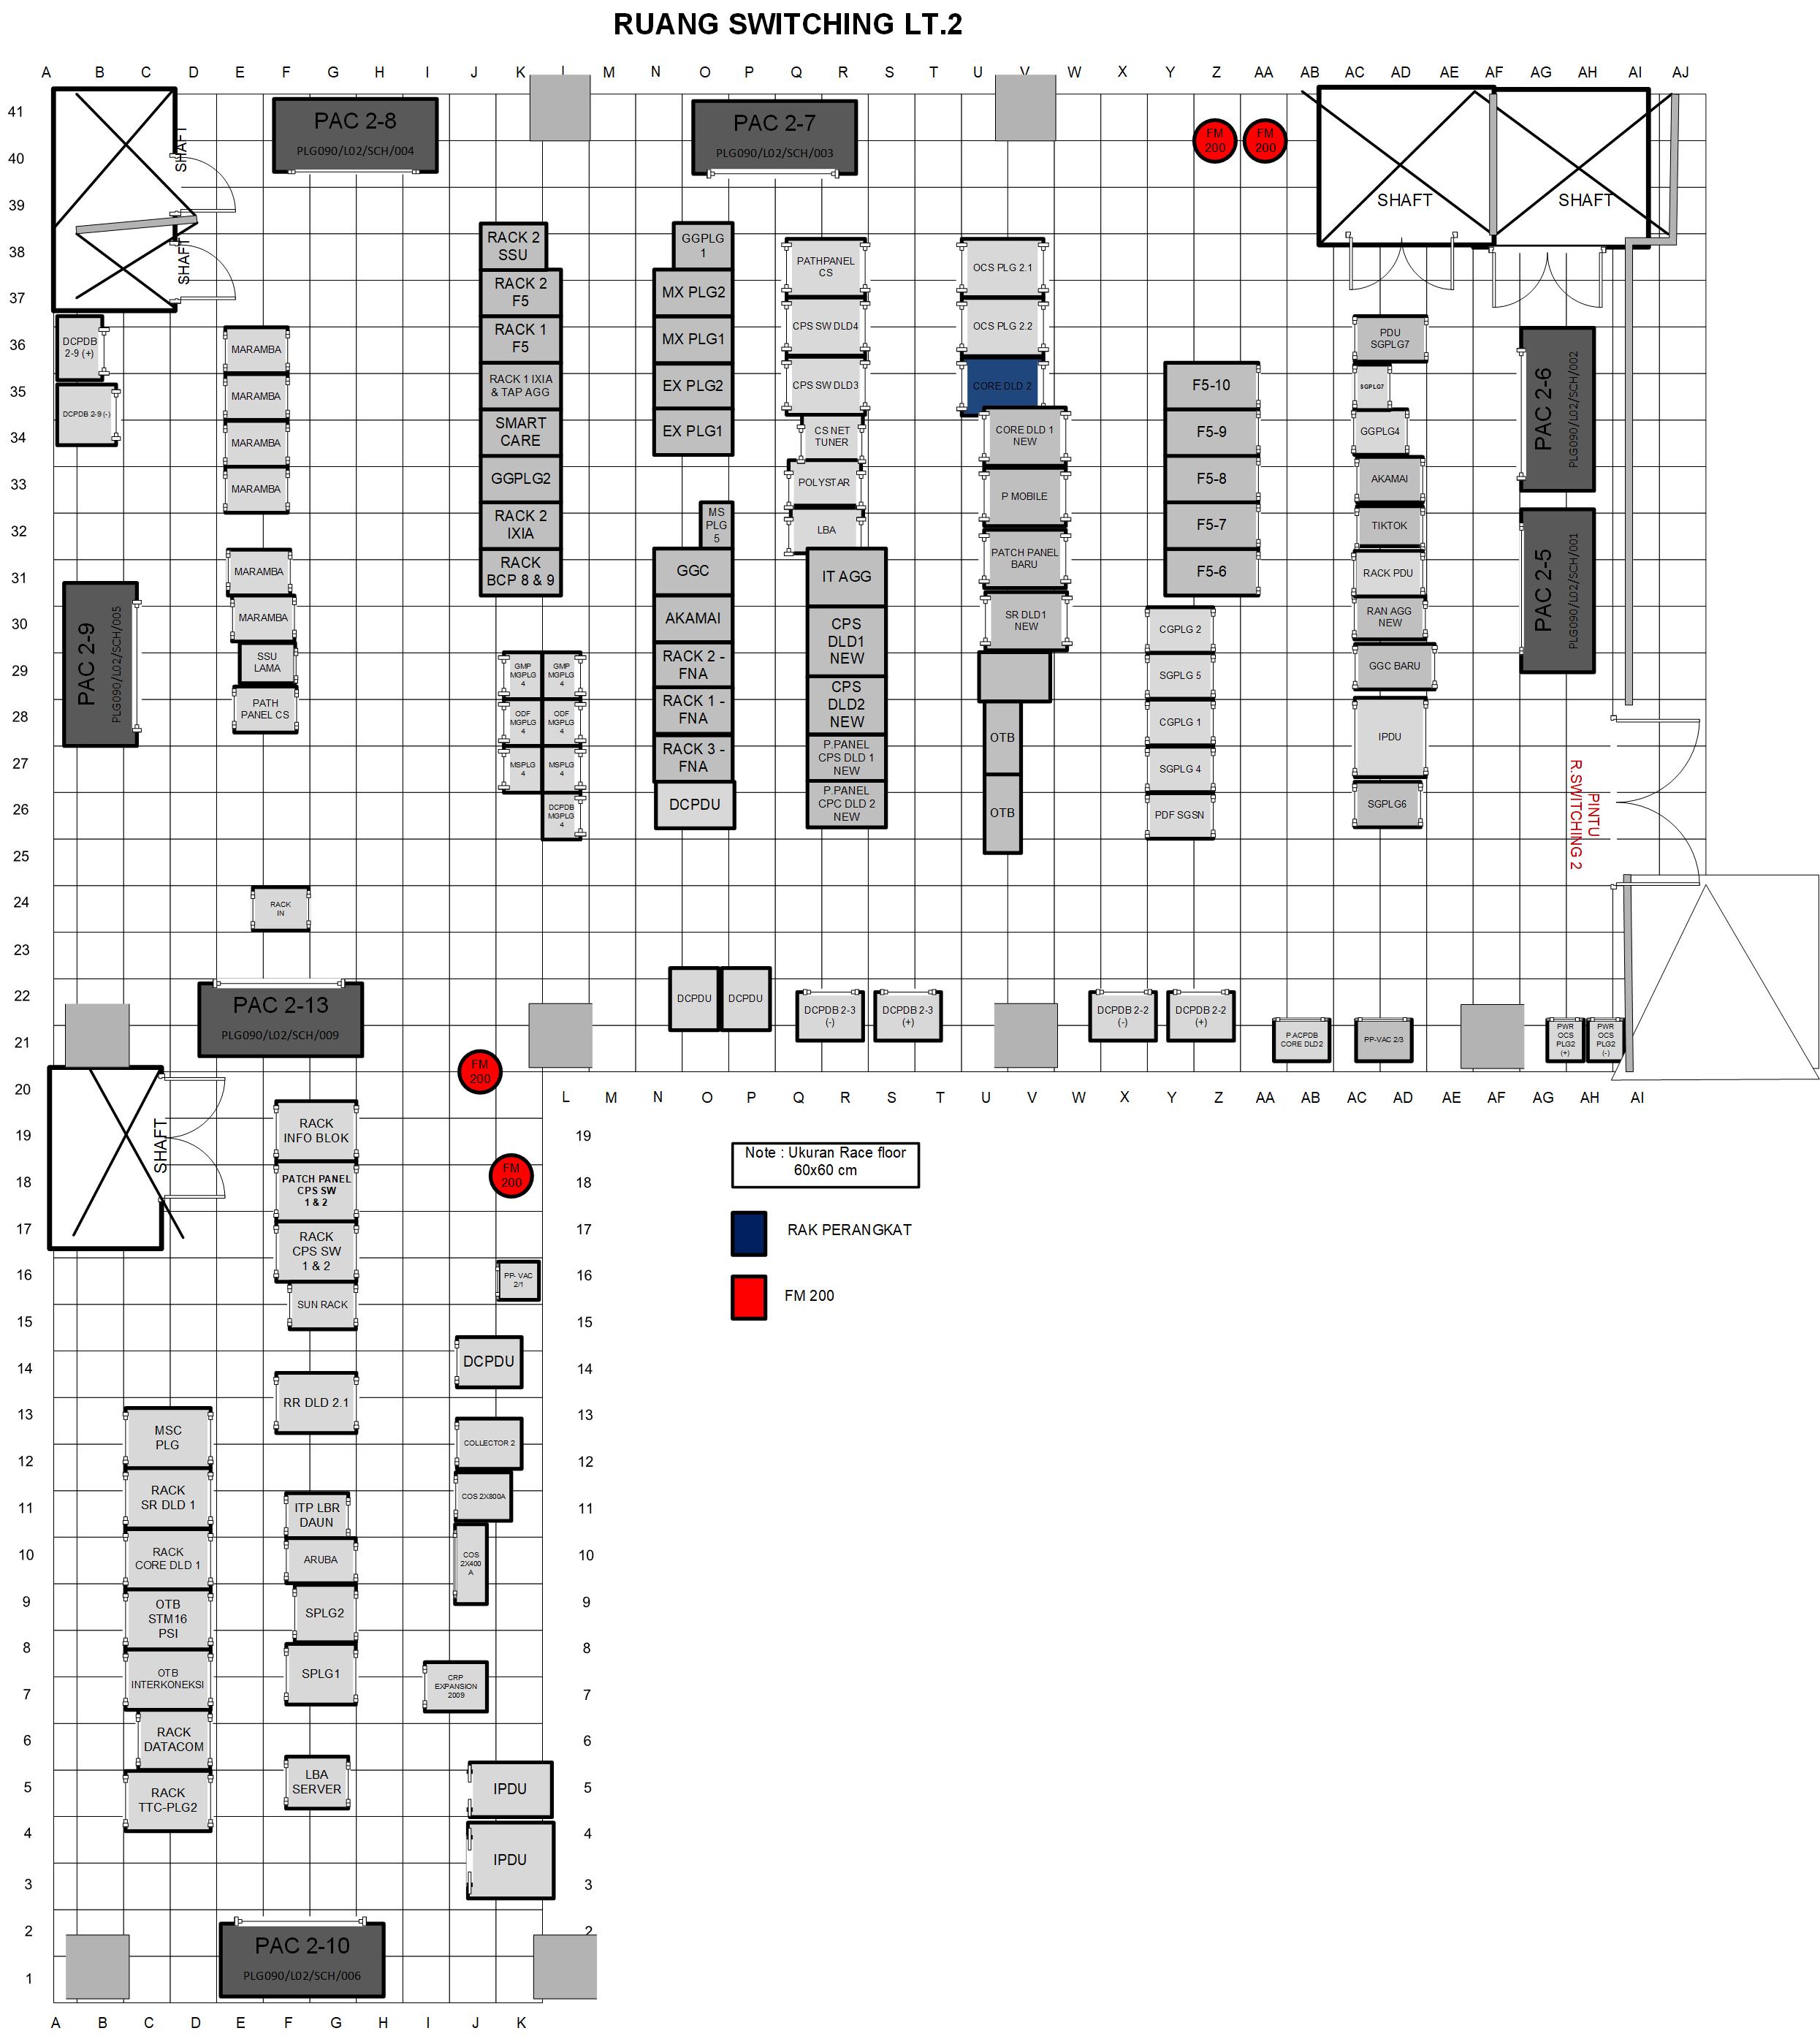 RUANG SWITCHING LT.2
A B C D E F G H I J K L M N O P Q R S T U V W X Y Z AA AB AC AD AE AF AG AH AI AJ
41
40
39
38
37
36
35
34
33
32
31
30
29
28
27
26
25
24
23
22
21
20
19
18
17
16
15
14
13
12
11
10
9
8
7
6
5
4
3
2
1
SHAFT
SHAFT
PAC 2-8
PLG090/L02/SCH/004
PAC 2-7
PLG090/L02/SCH/003
FM
200
FM
200
SHAFT
SHAFT
DCPDB
2-9 (+)
DCPDB 2-9 (-)
PAC 2-9
PLG090/L02/SCH/005
MARAMBA
MARAMBA
MARAMBA
MARAMBA
MARAMBA
MARAMBA
SSU
LAMA
PATH
PANEL CS
RACK 2
SSU
RACK 2
F5
RACK 1
F5
RACK 1 IXIA
& TAP AGG
SMART
CARE
GGPLG2
RACK 2
IXIA
RACK
BCP 8 & 9
GMP
MGPLG
4
GMP
MGPLG
4
ODF
MGPLG
4
ODF
MGPLG
4
MSPLG
4
MSPLG
4
DCPDB
MGPLG
4
GGPLG
1
MX PLG2
MX PLG1
EX PLG2
EX PLG1
MS
PLG
5
GGC
AKAMAI
RACK 2 -
FNA
RACK 1 -
FNA
RACK 3 -
FNA
DCPDU
PATHPANEL
CS
CPS SW DLD4
CPS SW DLD3
CS NET
TUNER
POLYSTAR
LBA
IT AGG
CPS
DLD1
NEW
CPS
DLD2
NEW
P.PANEL
CPS DLD 1
NEW
P.PANEL
CPC DLD 2
NEW
OCS PLG 2.1
OCS PLG 2.2
CORE DLD 2
CORE DLD 1
NEW
P MOBILE
PATCH PANEL
BARU
SR DLD1
NEW
OTB
OTB
F5-10
F5-9
F5-8
F5-7
F5-6
CGPLG 2
SGPLG 5
CGPLG 1
SGPLG 4
PDF SGSN
PDU
SGPLG7
SGPLG7
GGPLG4
AKAMAI
TIKTOK
RACK PDU
RAN AGG
NEW
GGC BARU
IPDU
SGPLG6
PAC 2-6
PLG090/L02/SCH/002
PAC 2-5
PLG090/L02/SCH/001
PINTU
R.SWITCHING 2
RACK
IN
PAC 2-13
PLG090/L02/SCH/009
DCPDU
DCPDU
DCPDB 2-3
(-)
DCPDB 2-3
(+)
DCPDB 2-2
(-)
DCPDB 2-2
(+)
P.ACPDB
CORE DLD2
PP-VAC 2/3
PWR
OCS
PLG2
(+)
PWR
OCS
PLG2
(-)
FM
200
L M N O P Q R S T U V W X Y Z AA AB AC AD AE AF AG AH AI
SHAFT
FM
200
RACK
INFO BLOK
PATCH PANEL
CPS SW
1 & 2
RACK
CPS SW
1 & 2
SUN RACK
RR DLD 2.1
PP- VAC
2/1
DCPDU
COLLECTOR 2
COS 2X800A
COS
2X400
A
MSC
PLG
RACK
SR DLD 1
RACK
CORE DLD 1
OTB
STM16
PSI
OTB
INTERKONEKSI
RACK
DATACOM
RACK
TTC-PLG2
ITP LBR
DAUN
ARUBA
SPLG2
SPLG1
LBA
SERVER
CRP
EXPANSION
2009
IPDU
IPDU
19
18
17
16
15
14
13
12
11
10
9
8
7
6
5
4
3
2
Note : Ukuran Race floor
60x60 cm
RAK PERANGKAT
FM 200
PAC 2-10
PLG090/L02/SCH/006
A B C D E F G H I J K